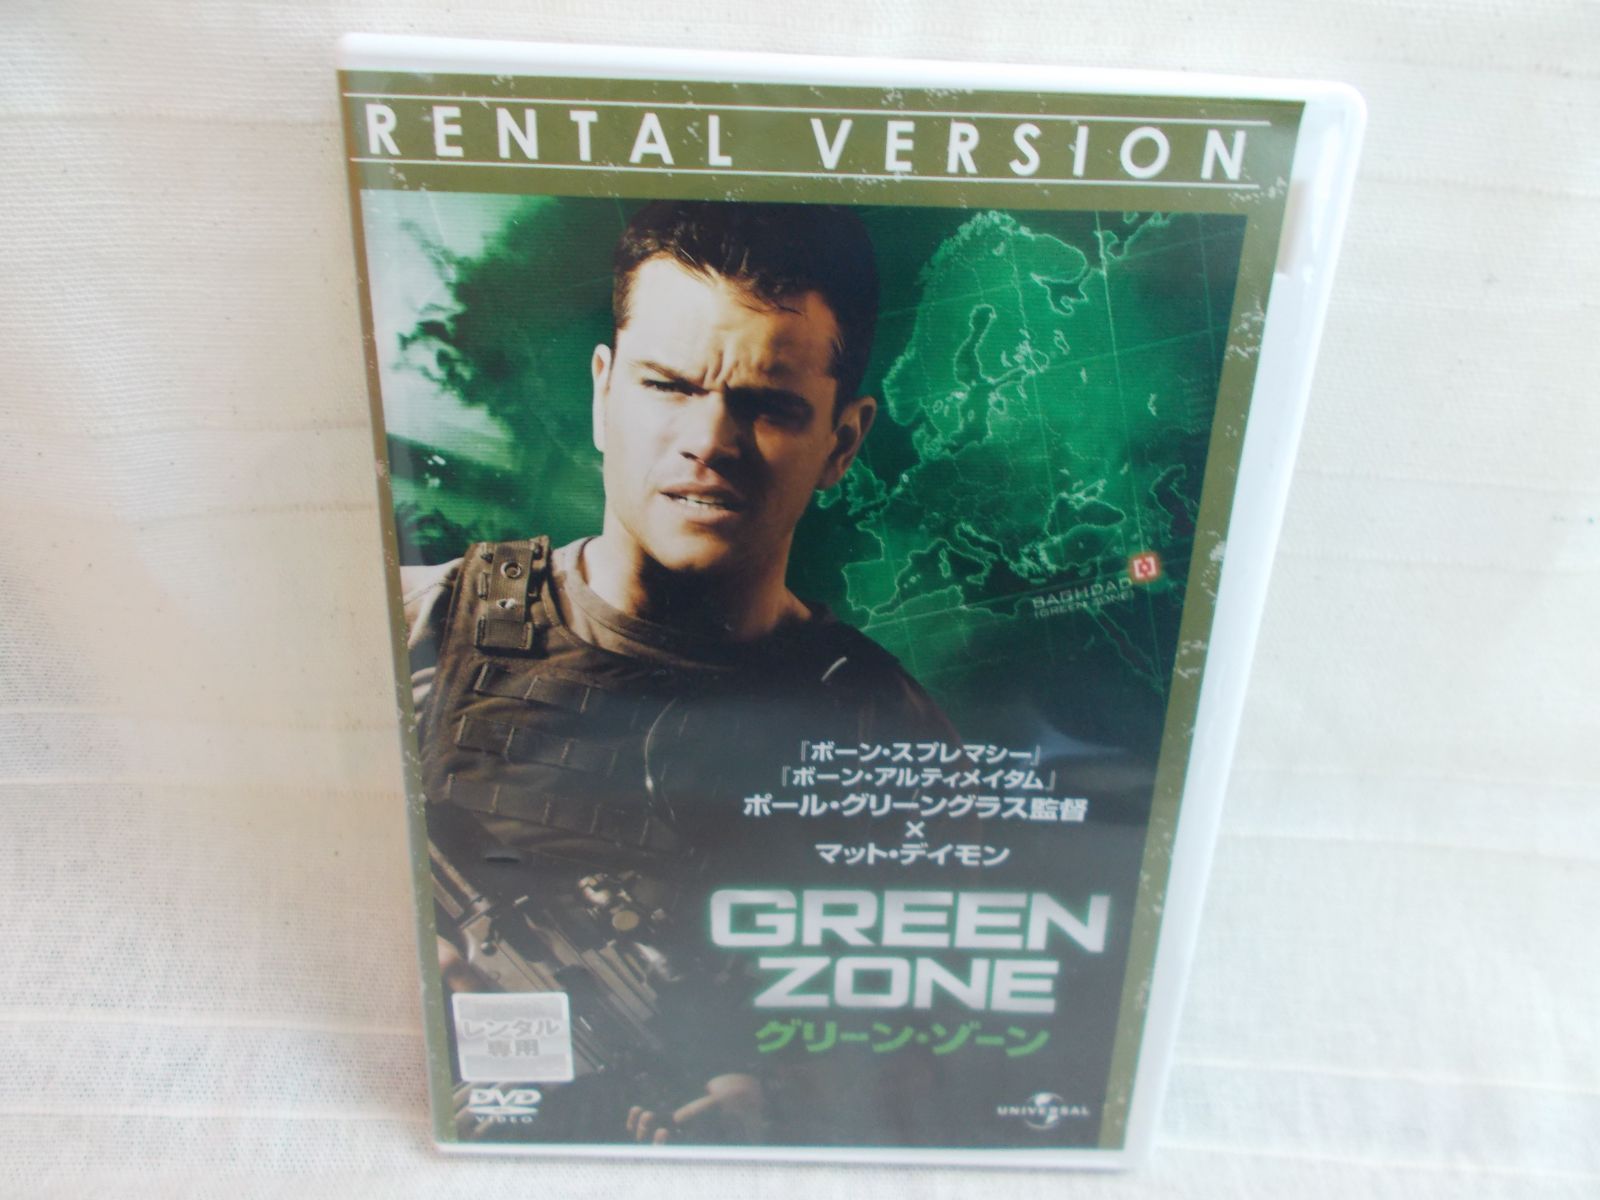 RENTAL VERSION
BAGHDAD
(GREEN ZONE)
『ボーン・スプレマシー』
『ボーン・アルティメイタム』
ポール・グリーングラス監督
×
マット・デイモン
GREEN
ZONE
グリーン・ゾーン
レンタル
専用
DVD
VIDEO
UNIVERSAL